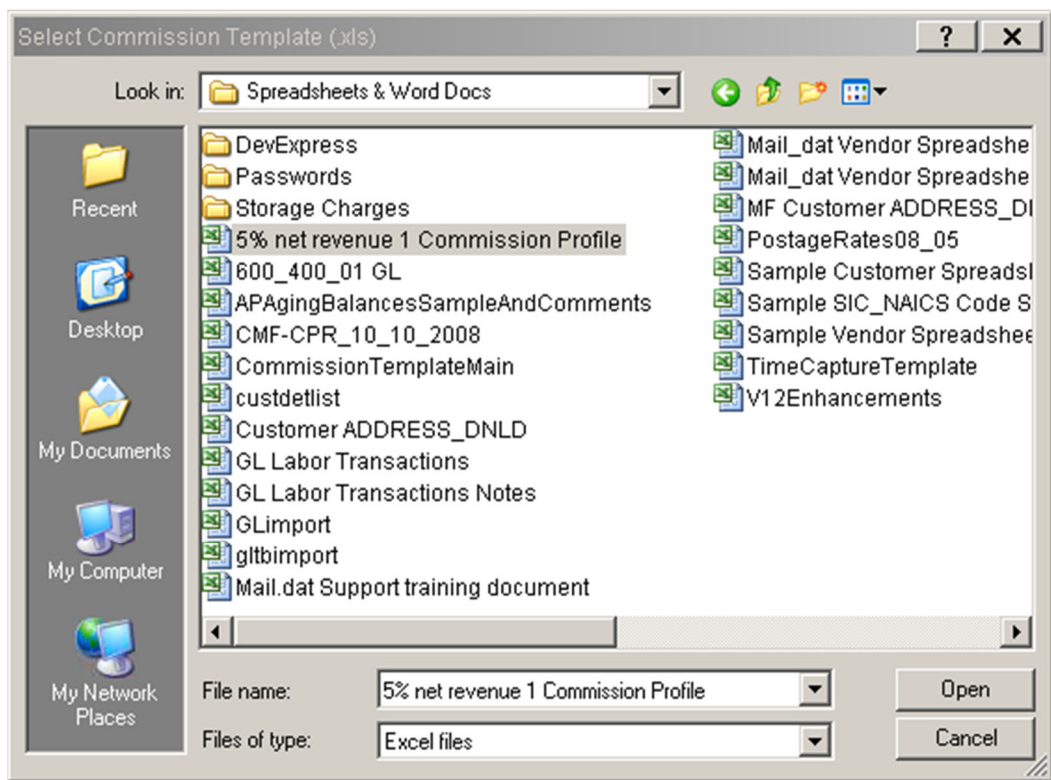 Select Commission Template (.xls)
? X
Look in: Spreadsheets & Word Docs
Recent
Desktop
My Documents
My Computer
My Network Places
DevExpress
Passwords
Storage Charges
5% net revenue 1 Commission Profile
600_400_01 GL
APAgingBalancesSampleAndComments
CMF-CPR_10_10_2008
CommissionTemplateMain
custdetlist
Customer ADDRESS_DNLD
GL Labor Transactions
GL Labor Transactions Notes
GLimport
gltbimport
Mail.dat Support training document
Mail_dat Vendor Spreadshe
Mail_dat Vendor Spreadshe
MF Customer ADDRESS_D
PostageRates08_05
Sample Customer Spreads
Sample SIC_NAICS Code S
Sample Vendor Spreadshee
TimeCaptureTemplate
V12Enhancements
File name: 5% net revenue 1 Commission Profile
Open
Files of type: Excel files
Cancel